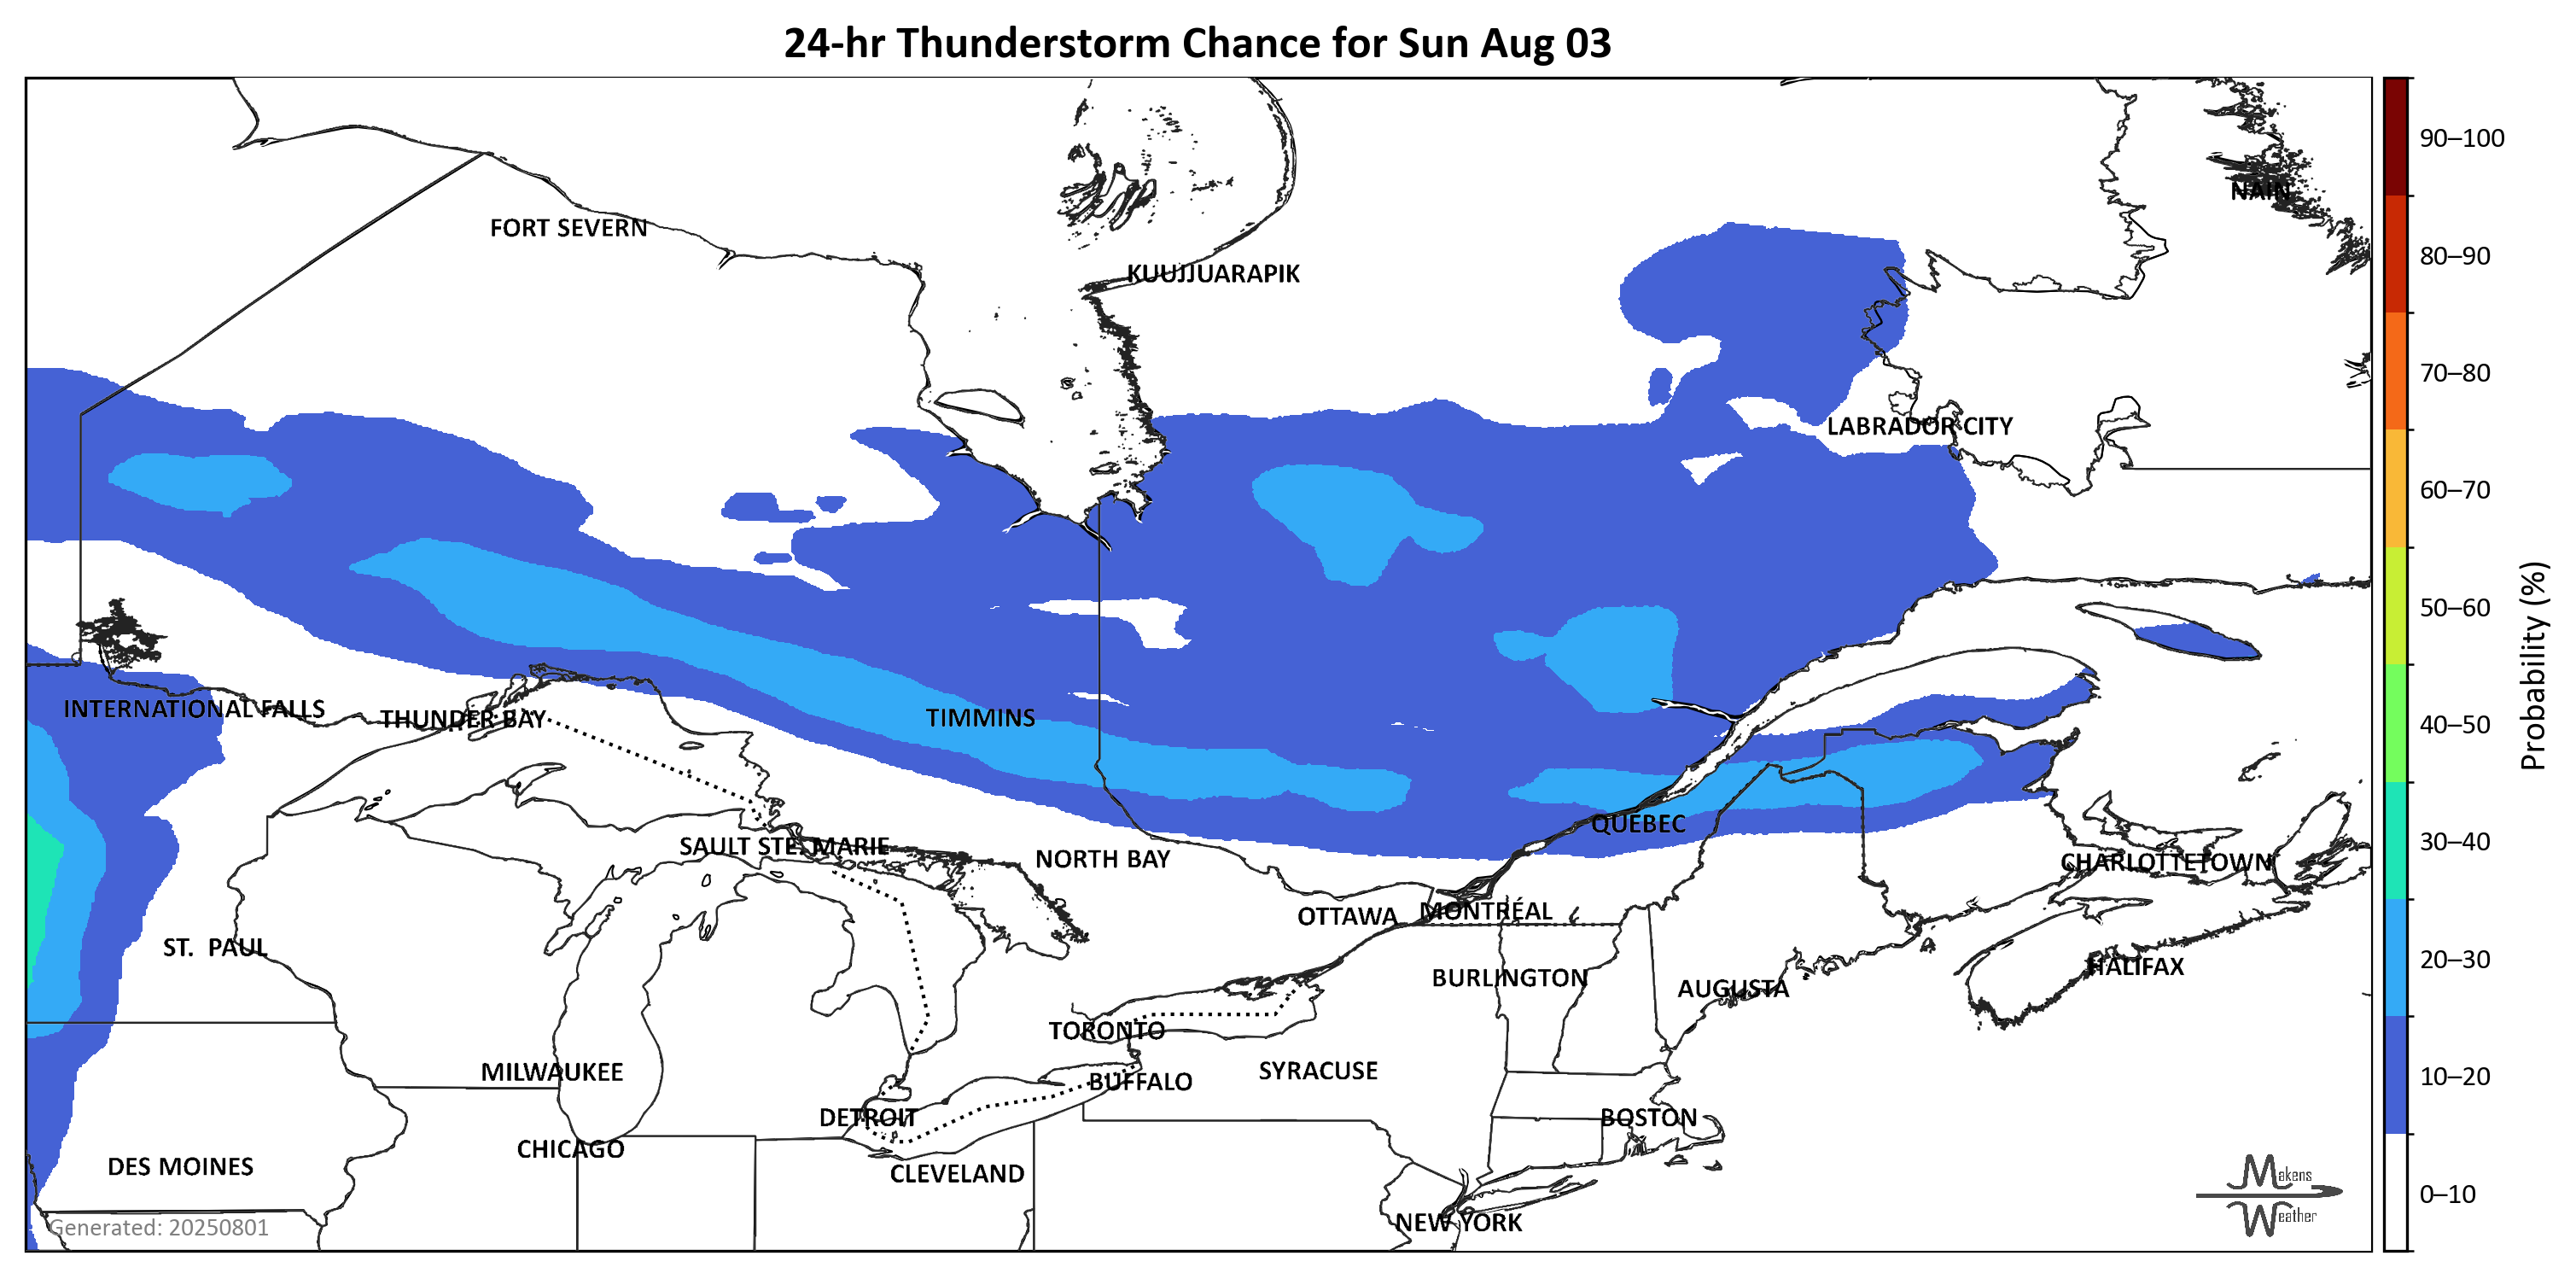 24-hr Thunderstorm Chance for Sun Aug 03
90–100
NAIN
FORT SEVERN
80–90
KUUJJUARAPIK
70–80
LABRADOR CITY
60–70
50–60
Probability (%)
INTERNATIONAL FALLS
THUNDER BAY
TIMMINS
40–50
QUEBEC
SAULT STE. MARIE
NORTH BAY
CHARLOTTETOWN
30–40
OTTAWA
MONTRÉAL
ST. PAUL
BURLINGTON
HALIFAX
20–30
AUGUSTA
TORONTO
MILWAUKEE
SYRACUSE
BUFFALO
10–20
DETROIT
BOSTON
CHICAGO
DES MOINES
CLEVELAND
Makens
Weather
0–10
NEW YORK
Generated: 20250801